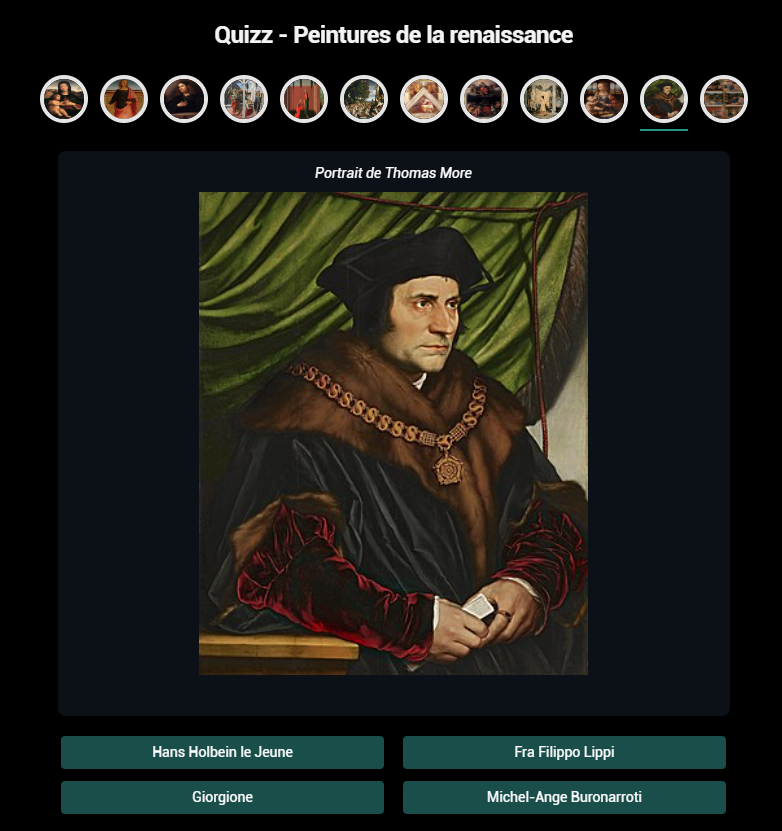 Quizz - Peintures de la renaissance
Portrait de Thomas More
Hans Holbein le Jeune
Fra Filippo Lippi
Giorgione
Michel-Ange Buronarroti